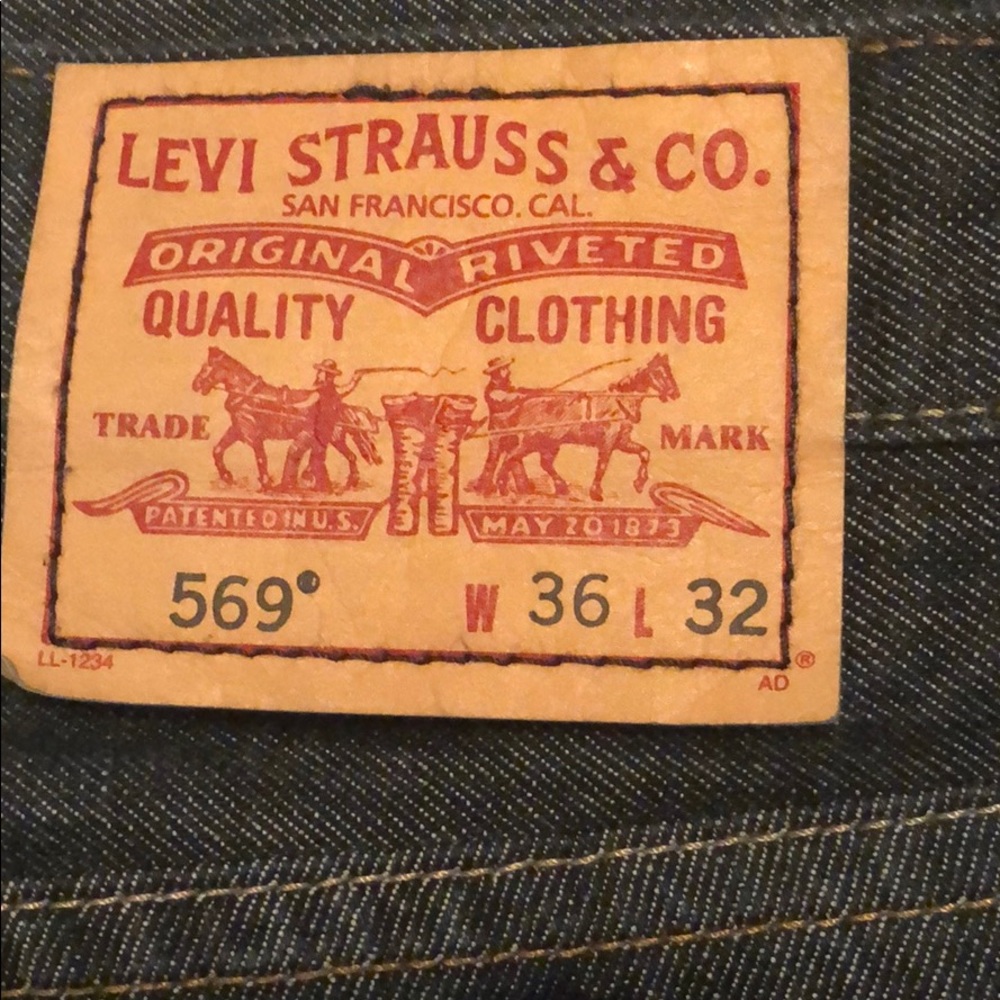 LEVI STRAUSS & CO.
SAN FRANCISCO. CAL.
ORIGINAL RIVETED
QUALITY CLOTHING
TRADE MARK
PATENTED IN U.S. MAY 20 1873
569® W 36 L 32
LL-1234 ®
AD